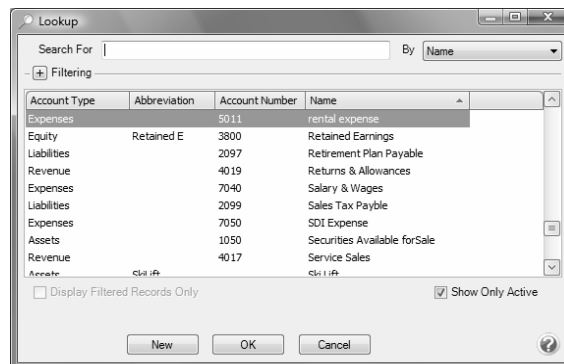 Lookup
Search For By Name
Filtering
Account Type Abbreviation Account Number Name
Expenses 5011 rental expense
Equity Retained E 3800 Retained Earnings
Liabilities 2097 Retirement Plan Payable
Revenue 4019 Returns & Allowances
Expenses 7040 Salary & Wages
Liabilities 2099 Sales Tax Payble
Expenses 7050 SDI Expense
Assets 1050 Securities Available forSale
Revenue 4017 Service Sales
Assets SkiLift Ski Lift
Display Filtered Records Only Show Only Active
New OK Cancel